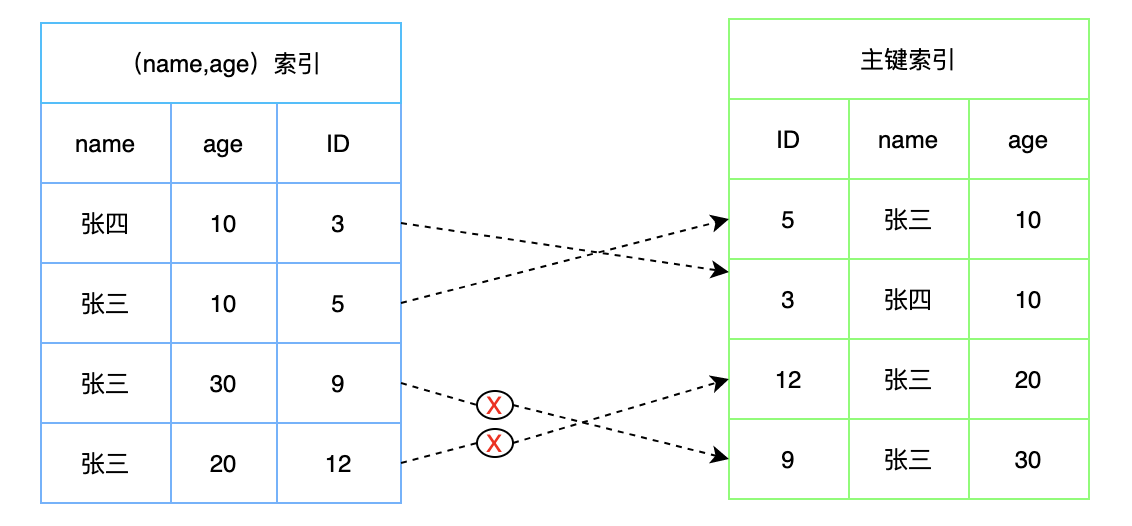 （name,age）索引
name age ID
张四 10 3
张三 10 5
张三 30 9
张三 20 12
X
X
主键索引
ID name age
5 张三 10
3 张四 10
12 张三 20
9 张三 30